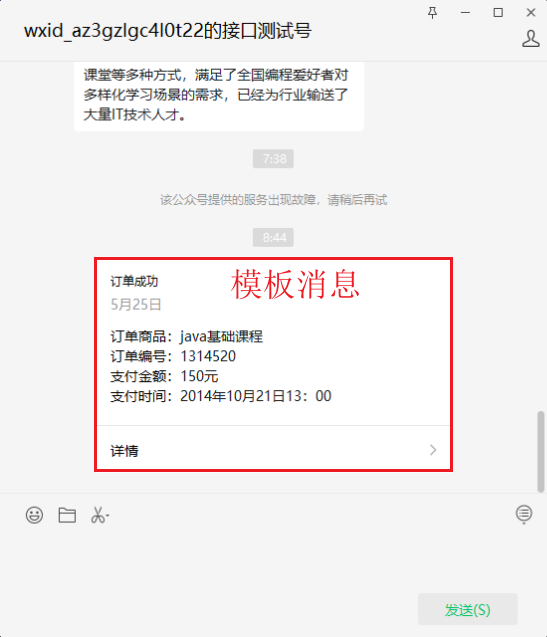 wxid_az3gzlgc4l0t22的接口测试号
课堂等多种方式，满足了全国编程爱好者对
多样化学习场景的需求，已经为行业输送了
大量IT技术人才。
7:38
该公众号提供的服务出现故障，请稍后再试
8:44
订单成功
模板消息
5月25日
订单商品：java基础课程
订单编号：1314520
支付金额：150元
支付时间：2014年10月21日13：00
详情
发送(S)